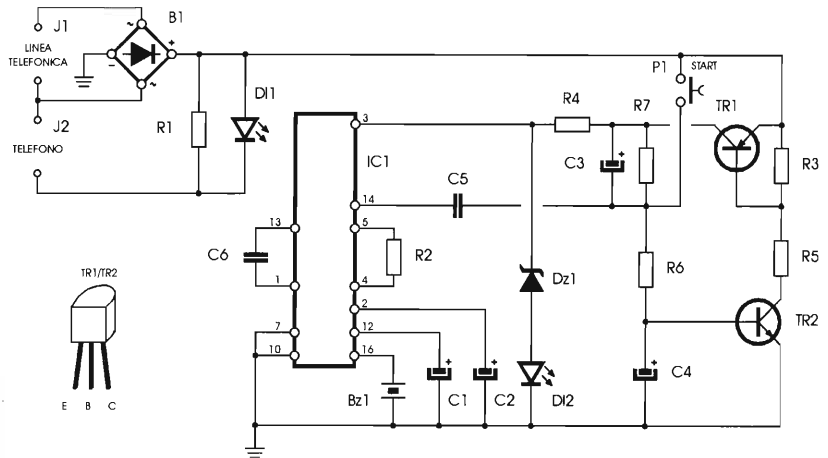 J1
B1
LINEA
TELEFONICA
~
+
−
~
J2
TELEFONO
R1
DI1
P1
START
TR1
R4
R7
R3
3
IC1
C3
+
C5
14
13
5
C6
R2
R6
R5
1
4
Dz1
TR1/TR2
2
TR2
7
12
10
16
+
+
+
C4
Bz1
C1
C2
DI2
E B C